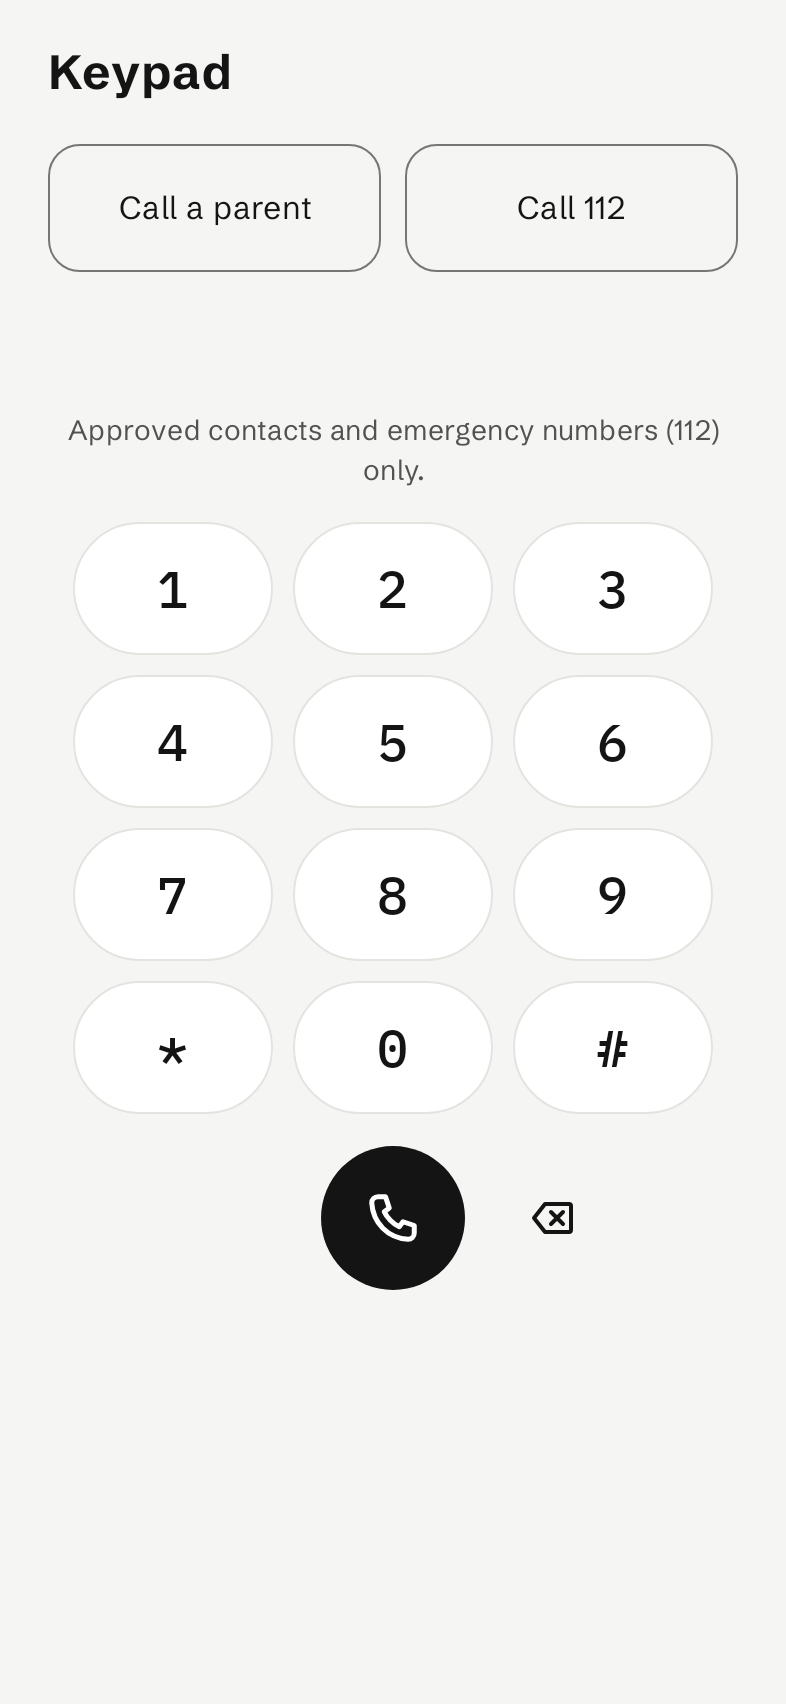 Keypad
Call a parent
Call 112
Approved contacts and emergency numbers (112)
only.
1 2 3
4 5 6
7 8 9
* 0 #